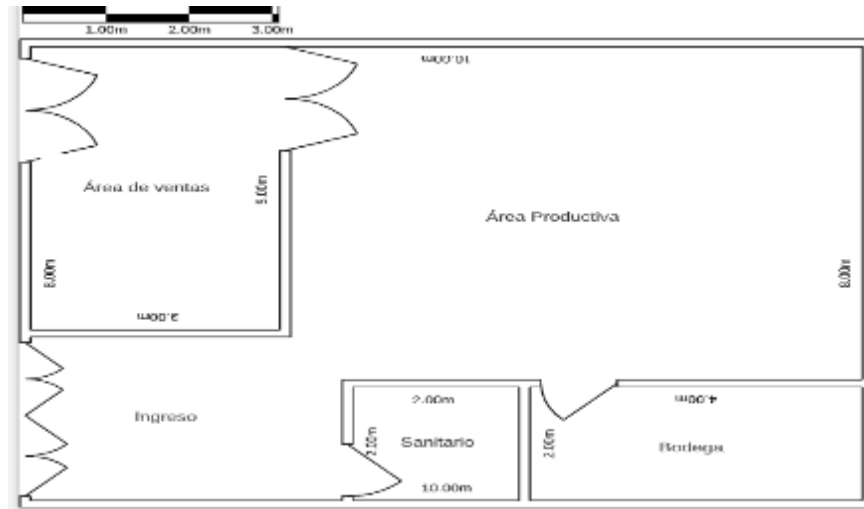 1.00m 2.00m 3.00m
10.00m
Área de ventas
5.00m
Área Productiva
8.00m
8.00m
3.00m
Ingreso
2.00m
4.00m
2.00m
Sanitario
2.00m
Bodega
10.00m